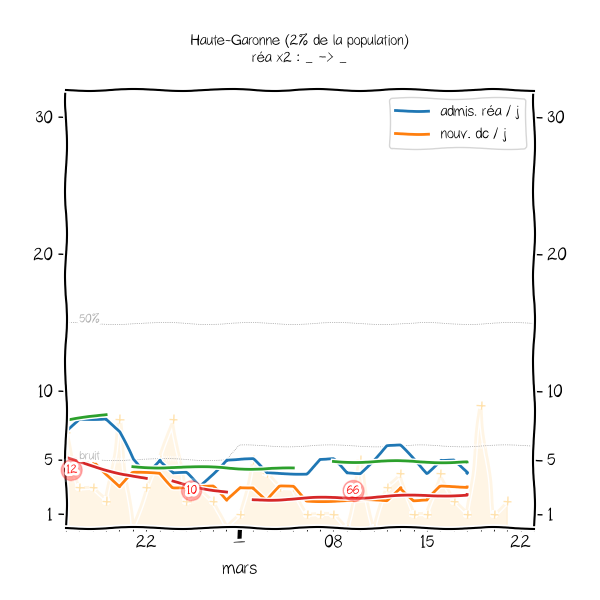 Haute-Garonne (2% de la population)
réa x2 : _ -> _
admis. réa / j
nouv. dc / j
30 30
20 20
50%
10 10
bruit
5 5
12
10
66
1 1
22 1 08 15 22
mars